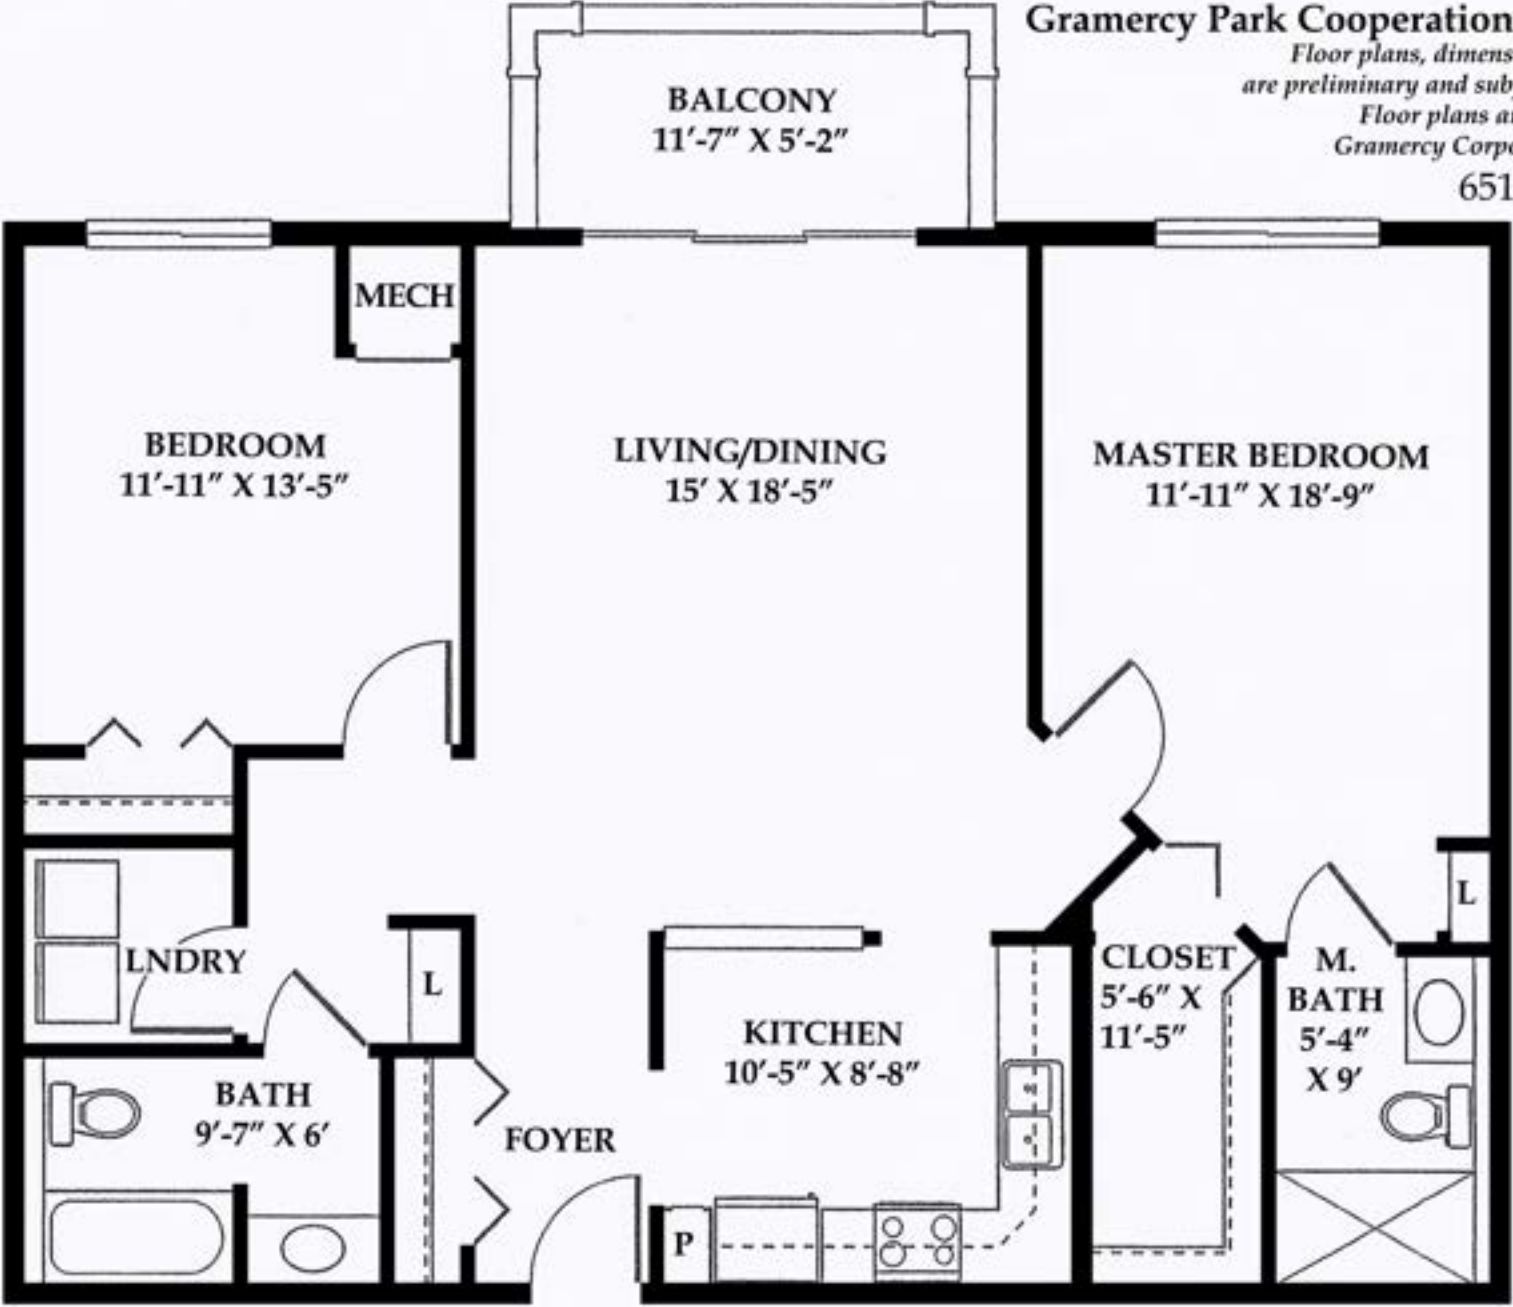 Gramercy Park Cooperation
Floor plans, dimens
are preliminary and sub
Floor plans a
Gramercy Corp
651
BALCONY
11'-7" X 5'-2"
MECH
BEDROOM
11'-11" X 13'-5"
LIVING/DINING
15' X 18'-5"
MASTER BEDROOM
11'-11" X 18'-9"
L
LNDRY
L
CLOSET
5'-6" X
11'-5"
M.
BATH
5'-4"
X 9'
KITCHEN
10'-5" X 8'-8"
BATH
9'-7" X 6'
FOYER
P